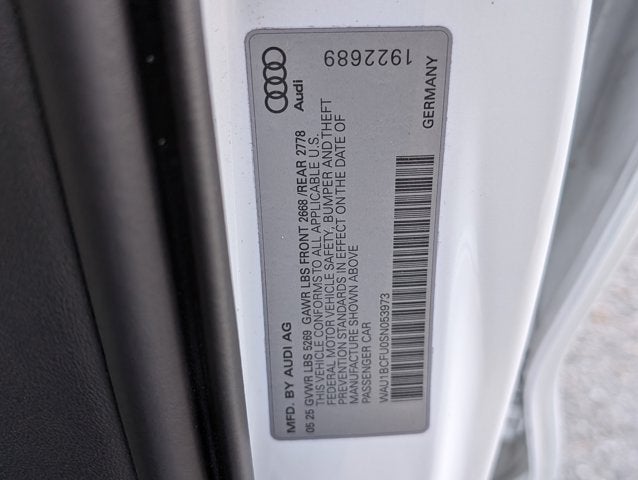 Audi
1922689
MFD. BY AUDI AG
GERMANY
05 25 GVWR LBS 5269 GAWR LBS FRONT 2668 /REAR 2778
THIS VEHICLE CONFORMS TO ALL APPLICABLE U.S.
FEDERAL MOTOR VEHICLE SAFETY, BUMPER AND THEFT
PREVENTION STANDARDS IN EFFECT ON THE DATE OF
MANUFACTURE SHOWN ABOVE
PASSENGER CAR
WAU1BCFU0SN053973